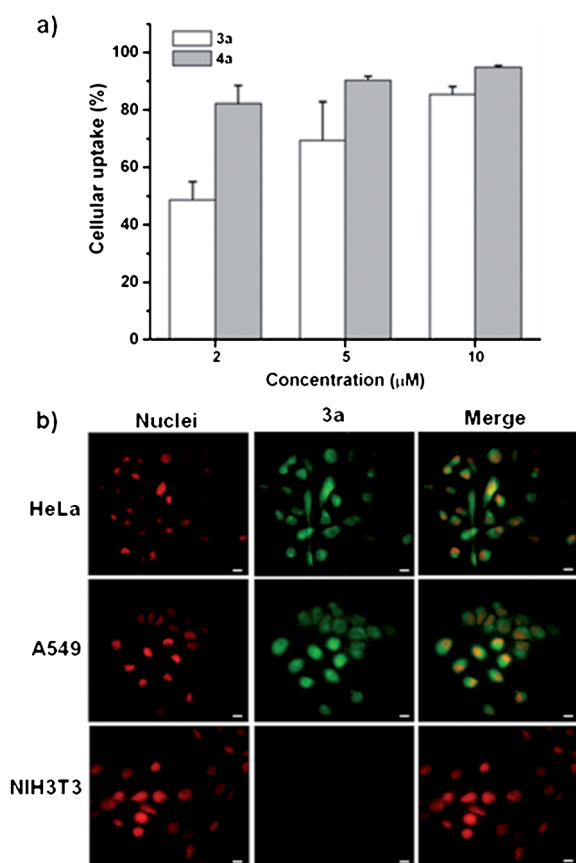 a)
3a
4a
Cellular uptake (%)
100
80
60
40
20
0
2
5
10
Concentration (μM)
b)
Nuclei
3a
Merge
HeLa
A549
NIH3T3